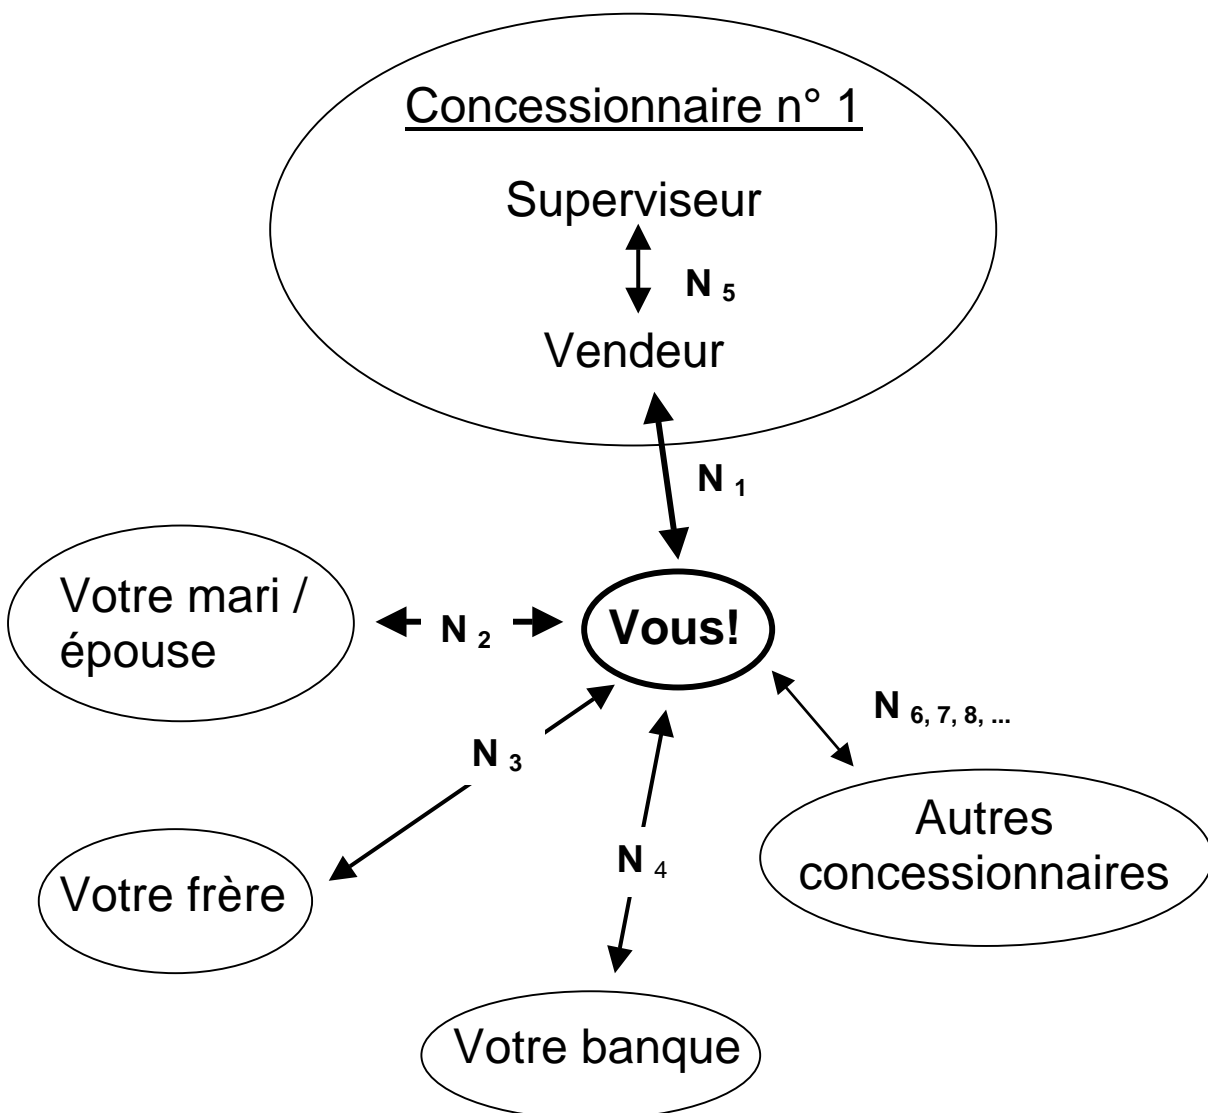 Concessionnaire n° 1
Superviseur
N 5
Vendeur
N 1
Votre mari /
épouse
N 2
Vous!
N 6, 7, 8, ...
N 3
Autres
concessionnaires
N 4
Votre frère
Votre banque